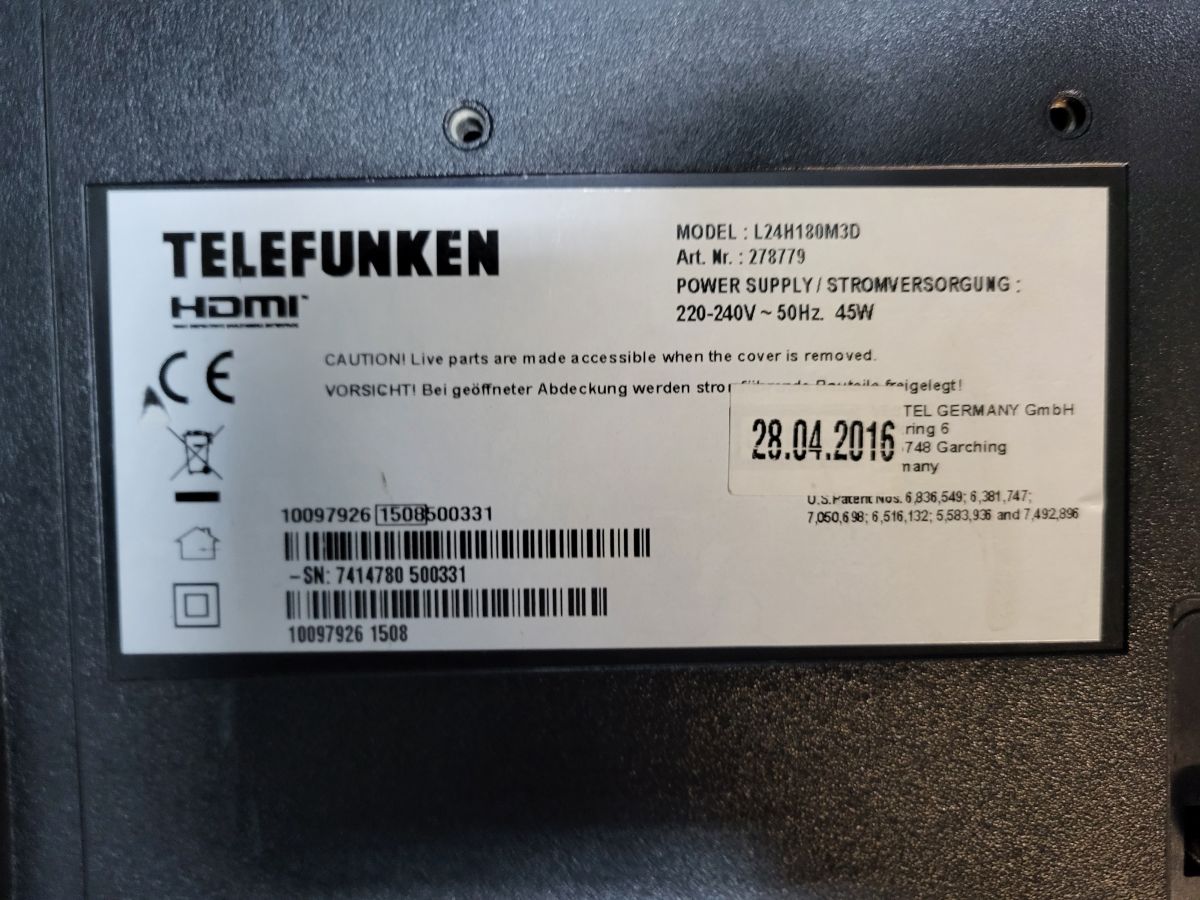 TELEFUNKEN
HDMI
MODEL : L24H180M3D
Art. Nr. : 278779
POWER SUPPLY / STROMVERSORGUNG :
220-240V ~ 50Hz. 45W
CE
CAUTION! Live parts are made accessible when the cover is removed.
VORSICHT! Bei geöffneter Abdeckung werden freigelegt!
28.04.2016
TEL GERMANY GmbH
ring 6
748 Garching
many
U.S. Patent Nos. 6,836,549; 6,381,747;
7,050,698; 6,516,132; 5,583,936 and 7,492,896
10097926 1508 500331
-SN: 7414780 500331
10097926 1508